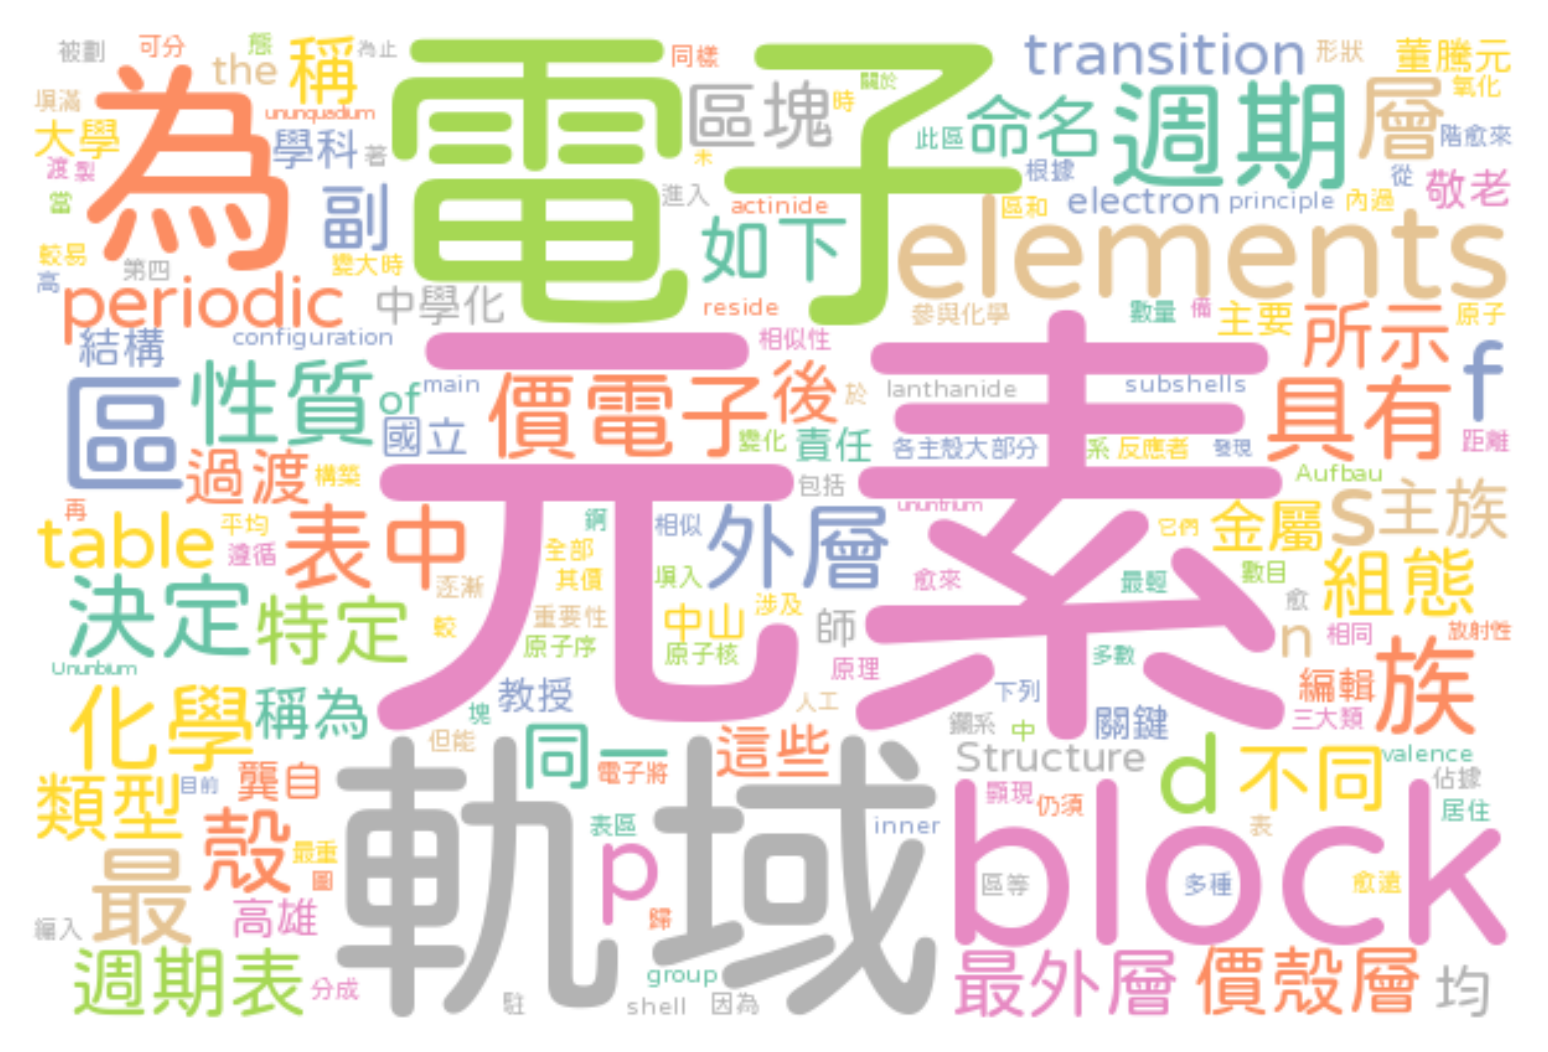 被劃
可分
態
the
稱
為止
電子
同樣
關於
transition
形狀
董騰元
填滿
為
ununquadium
區塊
時
命名
週期
層
氧化
大學
學科
著
未
此區
階愈來
渡
製
副
進入
根據
從
敬老
當
actinide
如下
elements
區和
electron
principle
內過
較易
第四
變大時
高
periodic
中學化
reside
參與化學
數量
備
主要
所示
原子
結構
configuration
元素
相似性
區
性質
of
main
價電子
後
於
lanthanide
subshells
具有
f
國立
變化
責任
各主殼大部分
系
反應者
發現
距離
過渡
構築
包括
Aufbau
再
table
平均
遵循
表中
鋼
相似
外層
ununtrium
它們
金屬
s
主族
全部
逐漸
其價
填入
愈來
最輕
數目
組態
決定
特定
較
重要性
中山
涉及
師
愈
n
相同
放射性
原子序
原子核
原理
多數
族
Ununbium
化學
稱為
教授
塊
人工
下列
編輯
三大類
但能
同一
這些
鑭系
中
關鍵
Structure
d
不同
valence
類型
目前
龔自
電子將
軌域
顯現
仍須
佔據
居住
殼
表區
inner
block
表
最
最重
圖
p
區等
多種
愈遠
編入
高雄
歸
週期表
分成
駐
group
shell
因為
最外層
價殼層
均